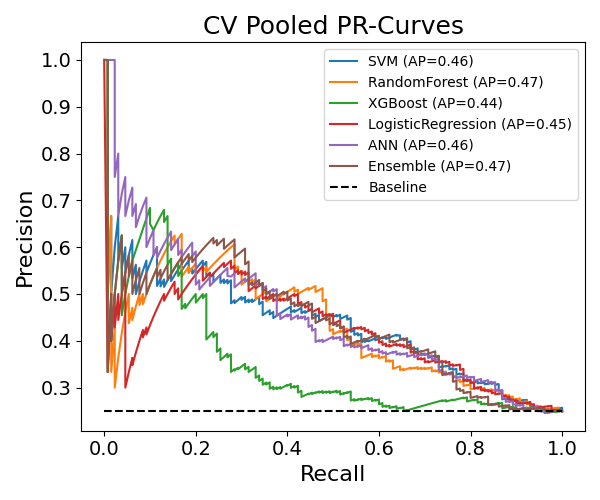 CV Pooled PR-Curves
Precision
1.0
0.9
0.8
0.7
0.6
0.5
0.4
0.3
SVM (AP=0.46)
RandomForest (AP=0.47)
XGBoost (AP=0.44)
LogisticRegression (AP=0.45)
ANN (AP=0.46)
Ensemble (AP=0.47)
Baseline
0.0 0.2 0.4 0.6 0.8 1.0
Recall